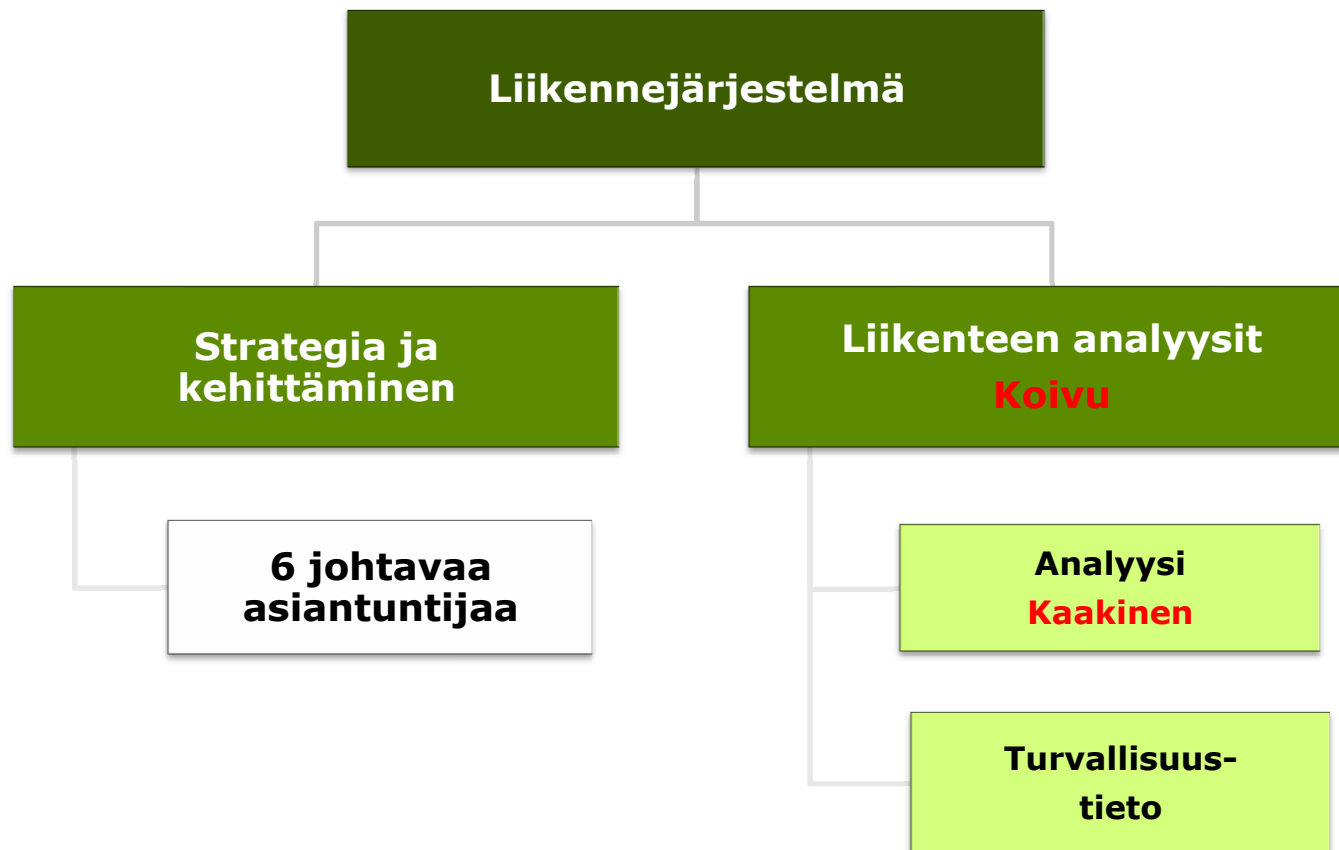 Liikennejärjestelmä
Strategia ja
kehittäminen
6 johtavaa
asiantuntijaa
Liikenteen analyysit
Koivu
Analyysi
Kaakinen
Turvallisuus-
tieto